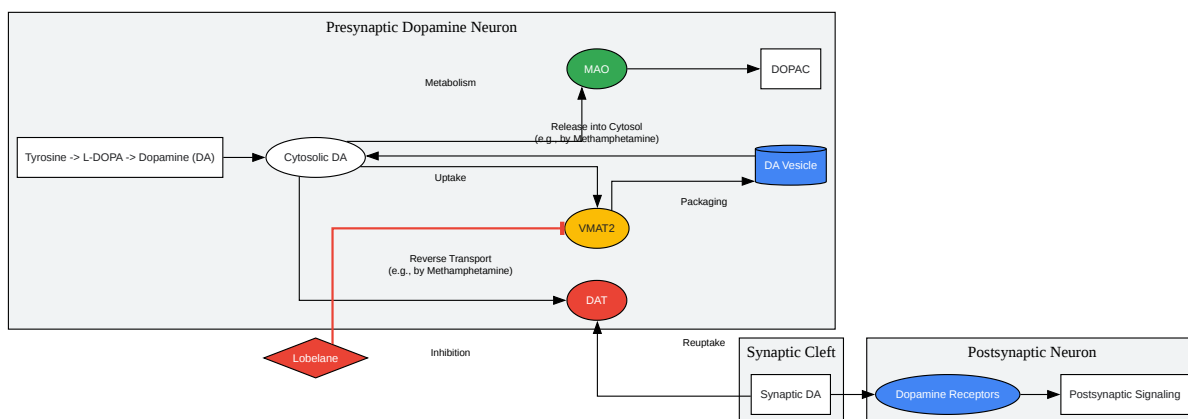 Presynaptic Dopamine Neuron
MAO
DOPAC
Metabolism
Release into Cytosol
(e.g., by Methamphetamine)
Tyrosine -> L-DOPA -> Dopamine (DA)
Cytosolic DA
DA Vesicle
Uptake
Packaging
VMAT2
Reverse Transport
(e.g., by Methamphetamine)
DAT
Lobelane
Inhibition
Reuptake
Synaptic Cleft
Synaptic DA
Postsynaptic Neuron
Dopamine Receptors
Postsynaptic Signaling